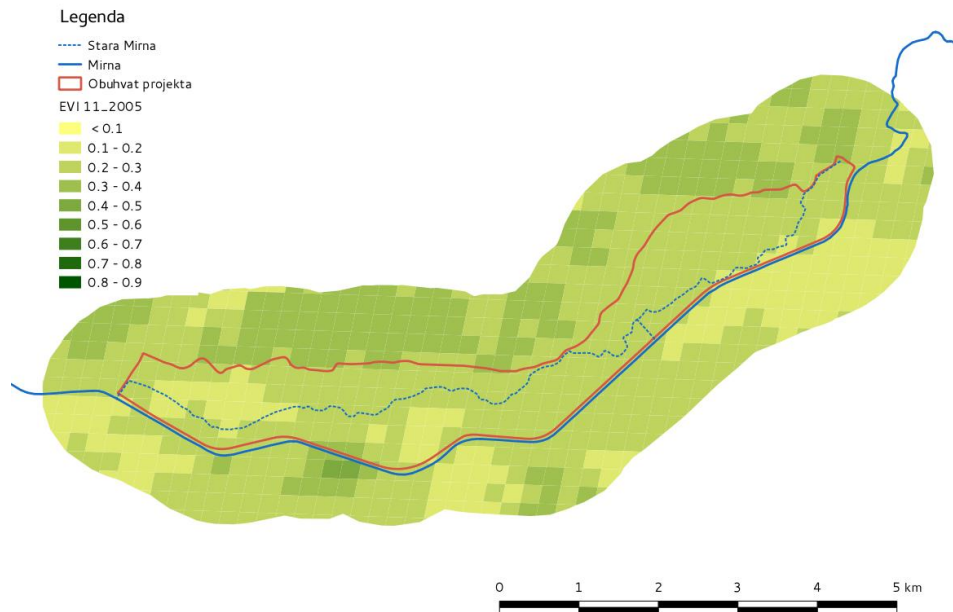 Legenda
Stara Mirna
Mirna
Obuhvat projekta
EVI 11_2005
< 0.1
0.1 - 0.2
0.2 - 0.3
0.3 - 0.4
0.4 - 0.5
0.5 - 0.6
0.6 - 0.7
0.7 - 0.8
0.8 - 0.9
0 1 2 3 4 5 km